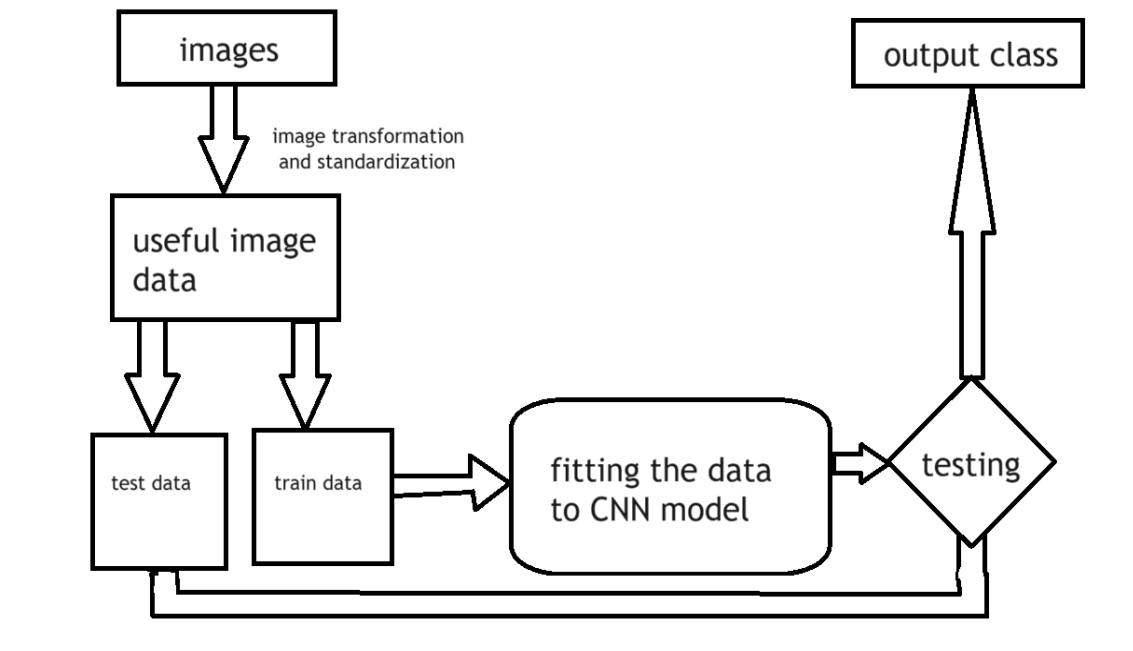 images
output class
image transformation
and standardization
useful image
data
test data
train data
fitting the data
to CNN model
testing